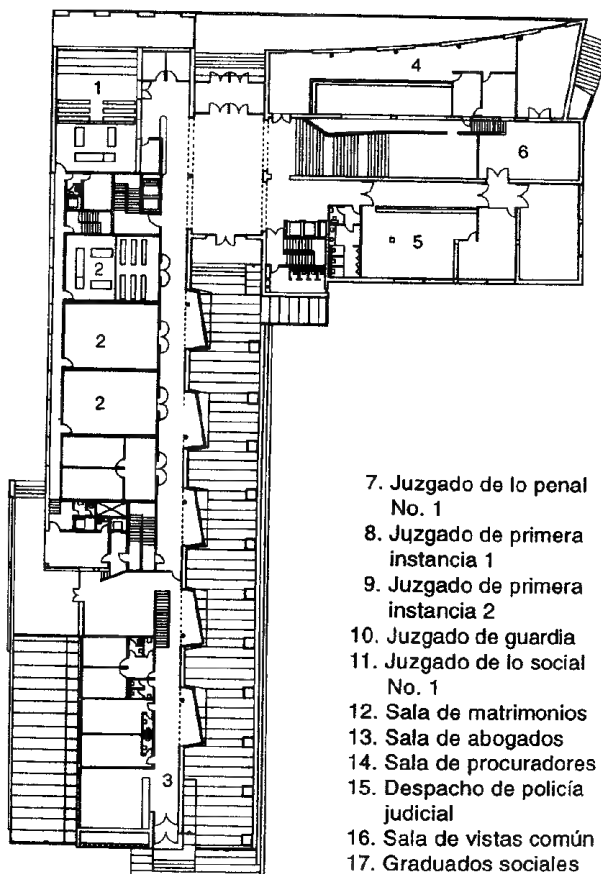 1
4
6
5
2
2
2
3
7. Juzgado de lo penal
No. 1
8. Juzgado de primera
instancia 1
9. Juzgado de primera
instancia 2
10. Juzgado de guardia
11. Juzgado de lo social
No. 1
12. Sala de matrimonios
13. Sala de abogados
14. Sala de procuradores
15. Despacho de policía
judicial
16. Sala de vistas común
17. Graduados sociales